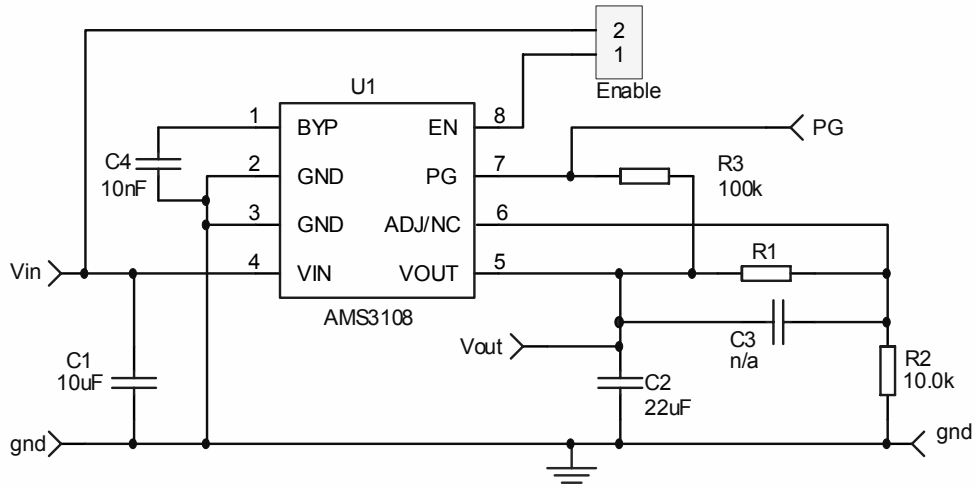 2
1
Enable
U1
1
BYP
EN
8
PG
C4
10nF
2
GND
PG
7
R3
100k
3
GND
ADJ/NC
6
Vin
4
VIN
VOUT
5
R1
AMS3108
Vout
C3
n/a
C1
10uF
R2
10.0k
C2
22uF
gnd
gnd